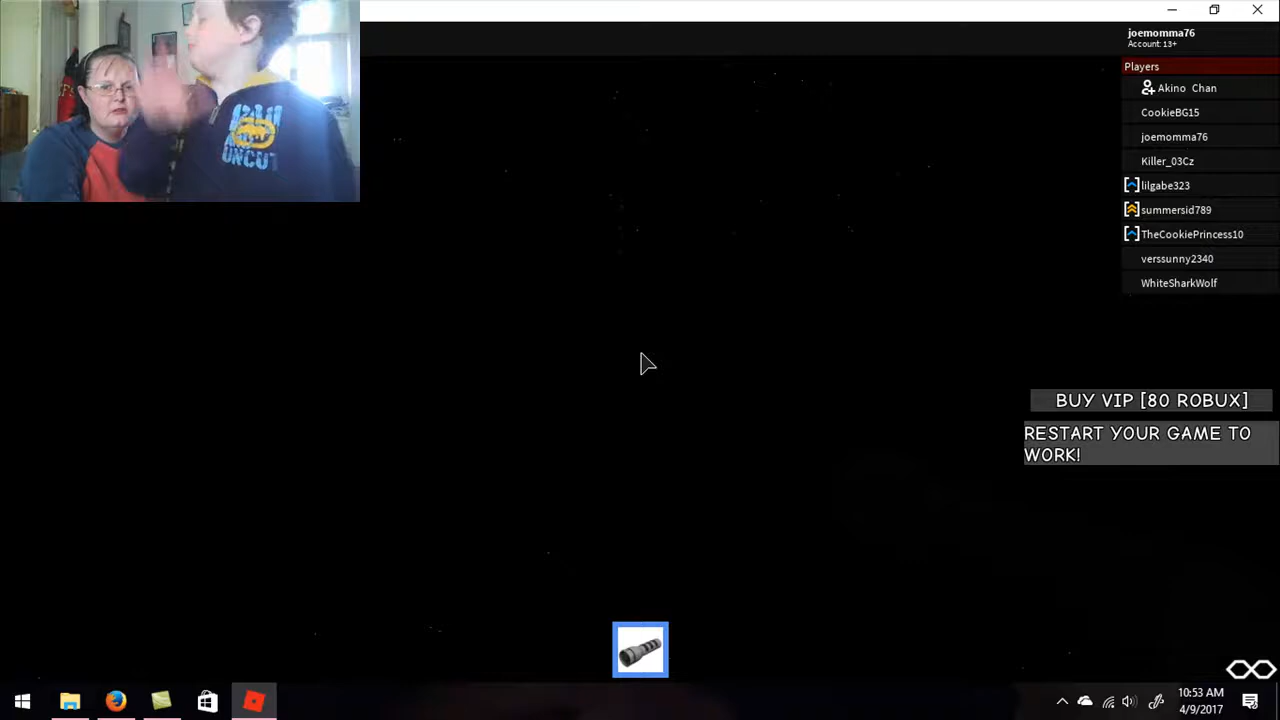 joemomma76
Account: 13+
Players
Akino Chan
CookieBG15
joemomma76
Killer_03Cz
lilgabe323
summersid789
TheCookiePrincess10
verssunny2340
WhiteSharkWolf
UNCUT
BUY VIP [80 ROBUX]
RESTART YOUR GAME TO
WORK!
10:53 AM
4/9/2017